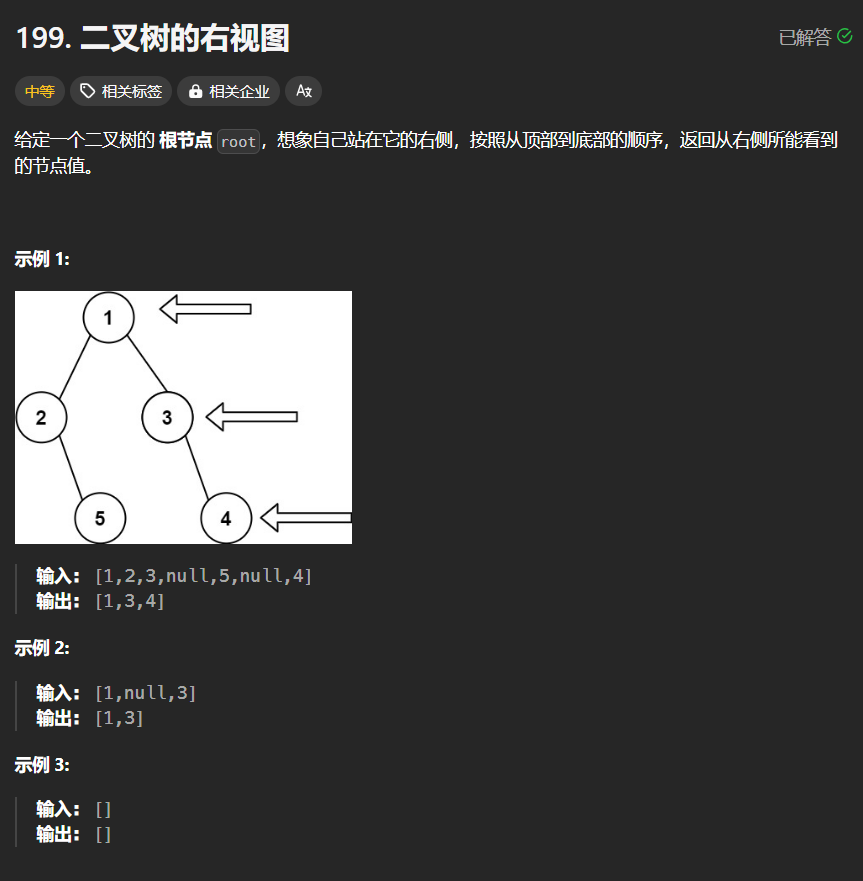 199. 二叉树的右视图
已解答
中等 相关标签 相关企业
给定一个二叉树的 根节点 root，想象自己站在它的右侧，按照从顶部到底部的顺序，返回从右侧所能看到
的节点值。
示例 1:
1
2 3
5 4
输入: [1,2,3,null,5,null,4]
输出: [1,3,4]
示例 2:
输入: [1,null,3]
输出: [1,3]
示例 3:
输入: []
输出: []